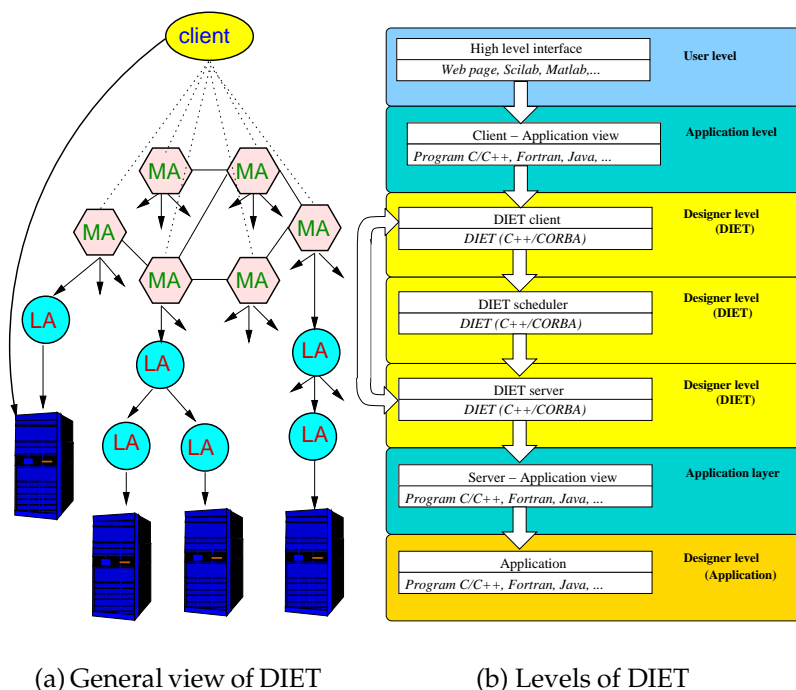 client
MA
MA
MA
MA
MA
MA
LA
LA
LA
LA
LA
LA
(a) General view of DIET
High level interface
Web page, Scilab, Matlab,...
User level
Client – Application view
Program C/C++, Fortran, Java, ...
Application level
DIET client
DIET (C++/CORBA)
Designer level
(DIET)
DIET scheduler
DIET (C++/CORBA)
Designer level
(DIET)
DIET server
DIET (C++/CORBA)
Designer level
(DIET)
Server – Application view
Program C/C++, Fortran, Java, ...
Application layer
Application
Program C/C++, Fortran, Java, ...
Designer level
(Application)
(b) Levels of DIET